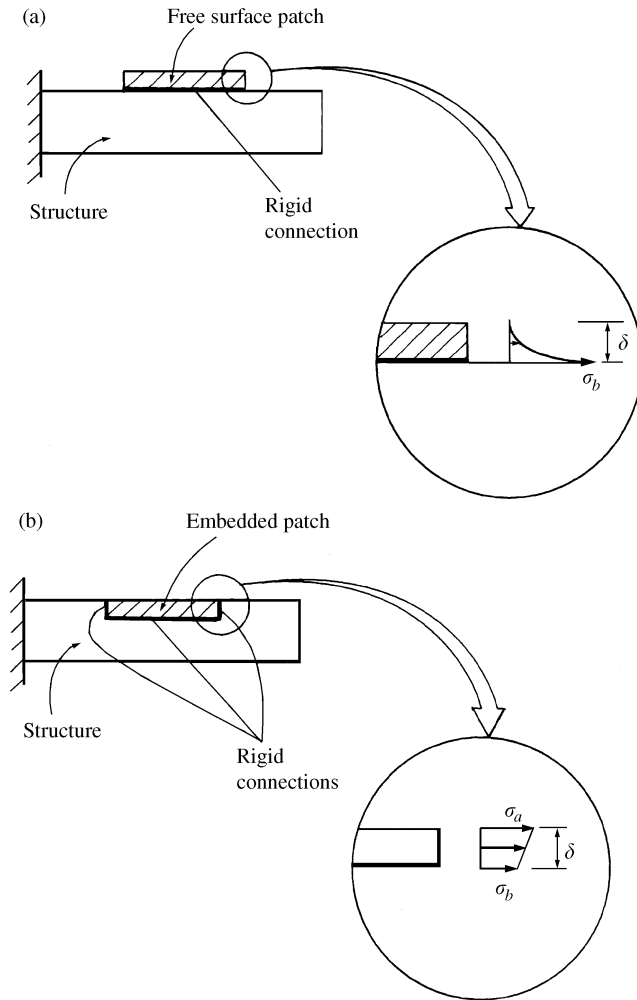 (a)
Free surface patch
Structure
Rigid
connection
δ
σb
(b)
Embedded patch
Structure
Rigid
connections
σa
δ
σb